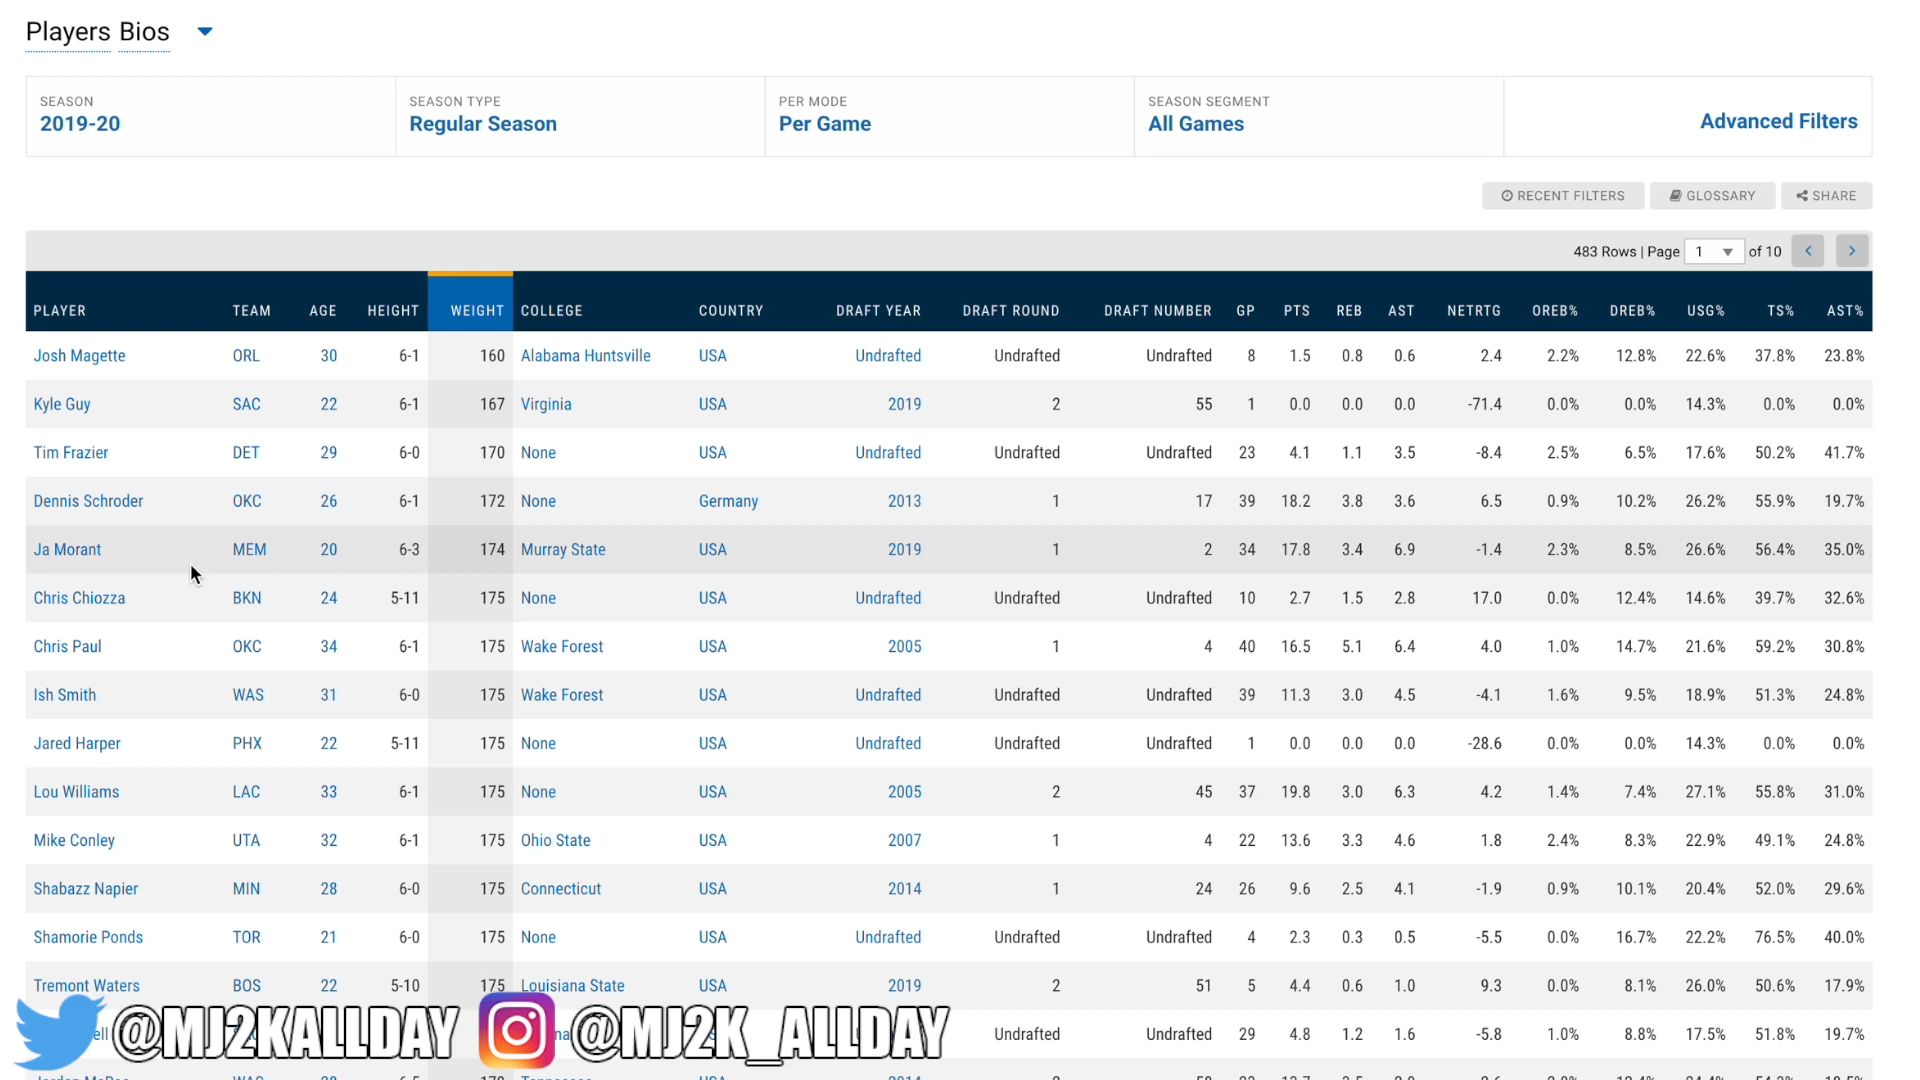 Players Bios
SEASON SEASON TYPE PER MODE SEASON SEGMENT
2019-20 Regular Season Per Game All Games Advanced Filters
RECENT FILTERS GLOSSARY SHARE
483 Rows | Page 1 of 10
PLAYER TEAM AGE HEIGHT WEIGHT COLLEGE COUNTRY DRAFT YEAR DRAFT ROUND DRAFT NUMBER GP PTS REB AST NETRTG OREB% DREB% USG% TS% AST%
Josh Magette ORL 30 6-1 160 Alabama Huntsville USA Undrafted Undrafted Undrafted 8 1.5 0.8 0.6 2.4 2.2% 12.8% 22.6% 37.8% 23.8%
Kyle Guy SAC 22 6-1 167 Virginia USA 2019 2 55 1 0.0 0.0 0.0 -71.4 0.0% 0.0% 14.3% 0.0% 0.0%
Tim Frazier DET 29 6-0 170 None USA Undrafted Undrafted Undrafted 23 4.1 1.1 3.5 -8.4 2.5% 6.5% 17.6% 50.2% 41.7%
Dennis Schroder OKC 26 6-1 172 None Germany 2013 1 17 39 18.2 3.8 3.6 6.5 0.9% 10.2% 26.2% 55.9% 19.7%
Ja Morant MEM 20 6-3 174 Murray State USA 2019 1 2 34 17.8 3.4 6.9 -1.4 2.3% 8.5% 26.6% 56.4% 35.0%
Chris Chiozza BKN 24 5-11 175 None USA Undrafted Undrafted Undrafted 10 2.7 1.5 2.8 17.0 0.0% 12.4% 14.6% 39.7% 32.6%
Chris Paul OKC 34 6-1 175 Wake Forest USA 2005 1 4 40 16.5 5.1 6.4 4.0 1.0% 14.7% 21.6% 59.2% 30.8%
Ish Smith WAS 31 6-0 175 Wake Forest USA Undrafted Undrafted Undrafted 39 11.3 3.0 4.5 -4.1 1.6% 9.5% 18.9% 51.3% 24.8%
Jared Harper PHX 22 5-11 175 None USA Undrafted Undrafted Undrafted 1 0.0 0.0 0.0 -28.6 0.0% 0.0% 14.3% 0.0% 0.0%
Lou Williams LAC 33 6-1 175 None USA 2005 2 45 37 19.8 3.0 6.3 4.2 1.4% 7.4% 27.1% 55.8% 31.0%
Mike Conley UTA 32 6-1 175 Ohio State USA 2007 1 4 22 13.6 3.3 4.6 1.8 2.4% 8.3% 22.9% 49.1% 24.8%
Shabazz Napier MIN 28 6-0 175 Connecticut USA 2014 1 24 26 9.6 2.5 4.1 -1.9 0.9% 10.1% 20.4% 52.0% 29.6%
Shamorie Ponds TOR 21 6-0 175 None USA Undrafted Undrafted Undrafted 4 2.3 0.3 0.5 -5.5 0.0% 16.7% 22.2% 76.5% 40.0%
Tremont Waters BOS 22 5-10 175 Louisiana State USA 2019 2 51 5 4.4 0.6 1.0 9.3 0.0% 8.1% 26.0% 50.6% 17.9%
Undrafted Undrafted 29 4.8 1.2 1.6 -5.8 1.0% 8.8% 17.5% 51.8% 19.7%
@MJ2KALLDAY @MJ2K_ALLDAY